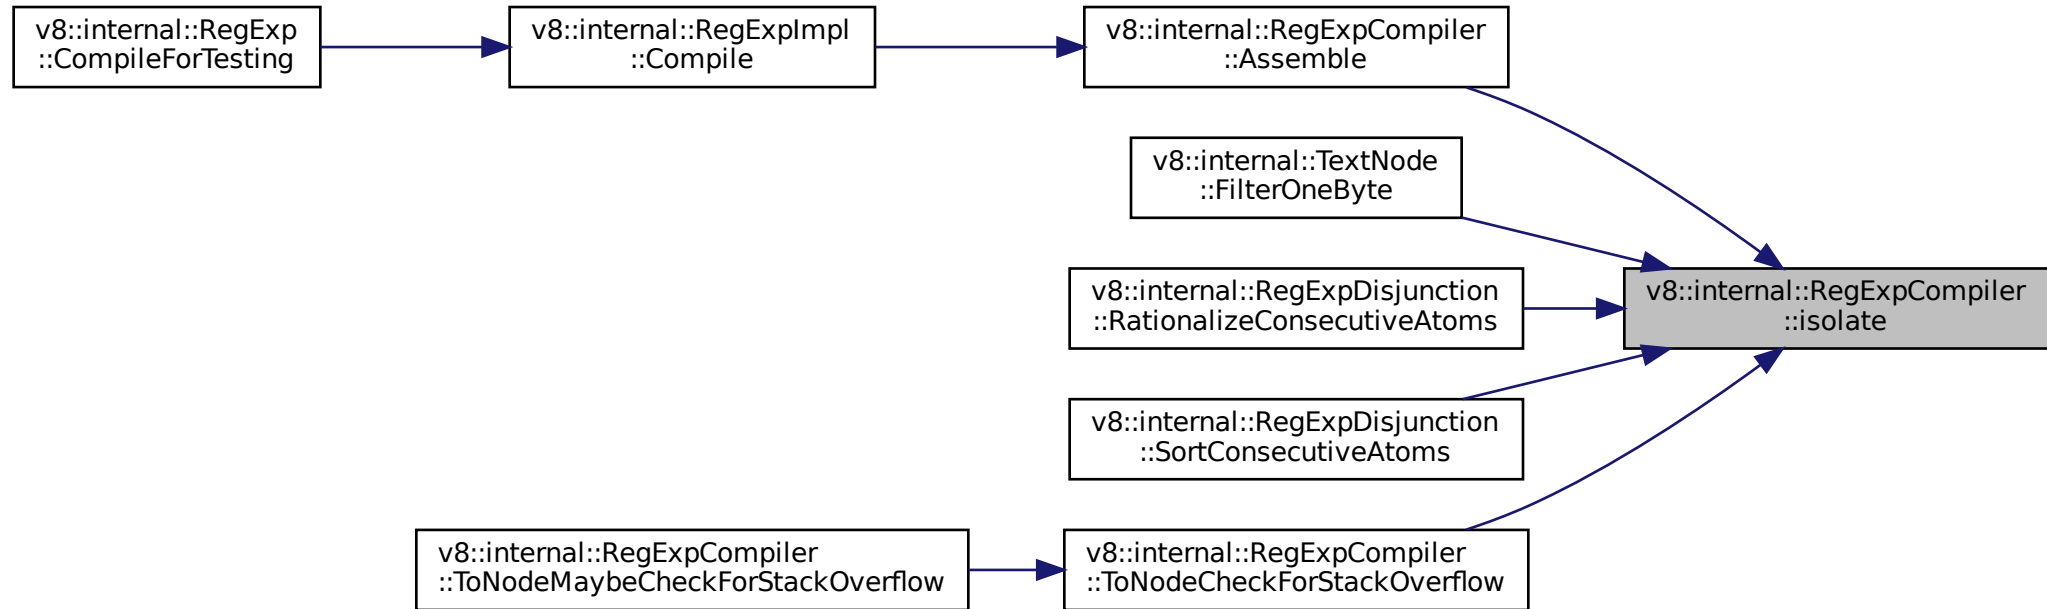 v8::internal::RegExp
::CompileForTesting
v8::internal::RegExpImpl
::Compile
v8::internal::RegExpCompiler
::Assemble
v8::internal::TextNode
::FilterOneByte
v8::internal::RegExpDisjunction
::RationalizeConsecutiveAtoms
v8::internal::RegExpCompiler
::isolate
v8::internal::RegExpDisjunction
::SortConsecutiveAtoms
v8::internal::RegExpCompiler
::ToNodeMaybeCheckForStackOverflow
v8::internal::RegExpCompiler
::ToNodeCheckForStackOverflow